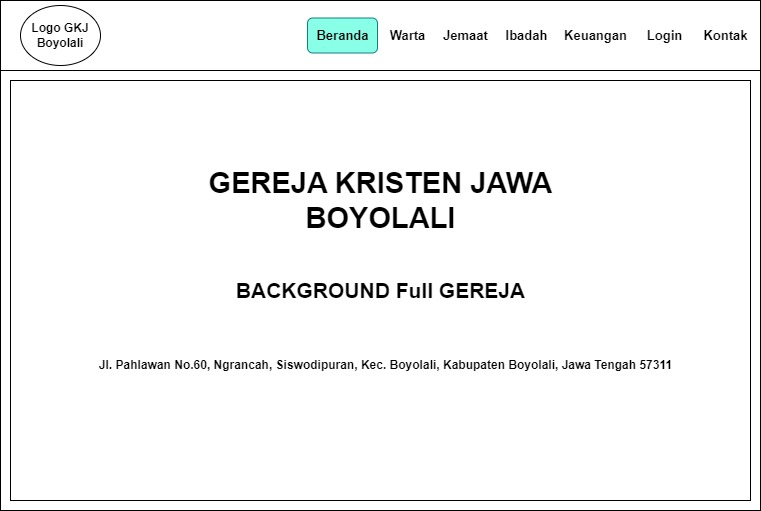 Logo GKJ
Boyolali
Beranda Warta Jemaat Ibadah Keuangan Login Kontak
GEREJA KRISTEN JAWA
BOYOLALI
BACKGROUND Full GEREJA
Jl. Pahlawan No.60, Ngrancah, Siswodipuran, Kec. Boyolali, Kabupaten Boyolali, Jawa Tengah 57311